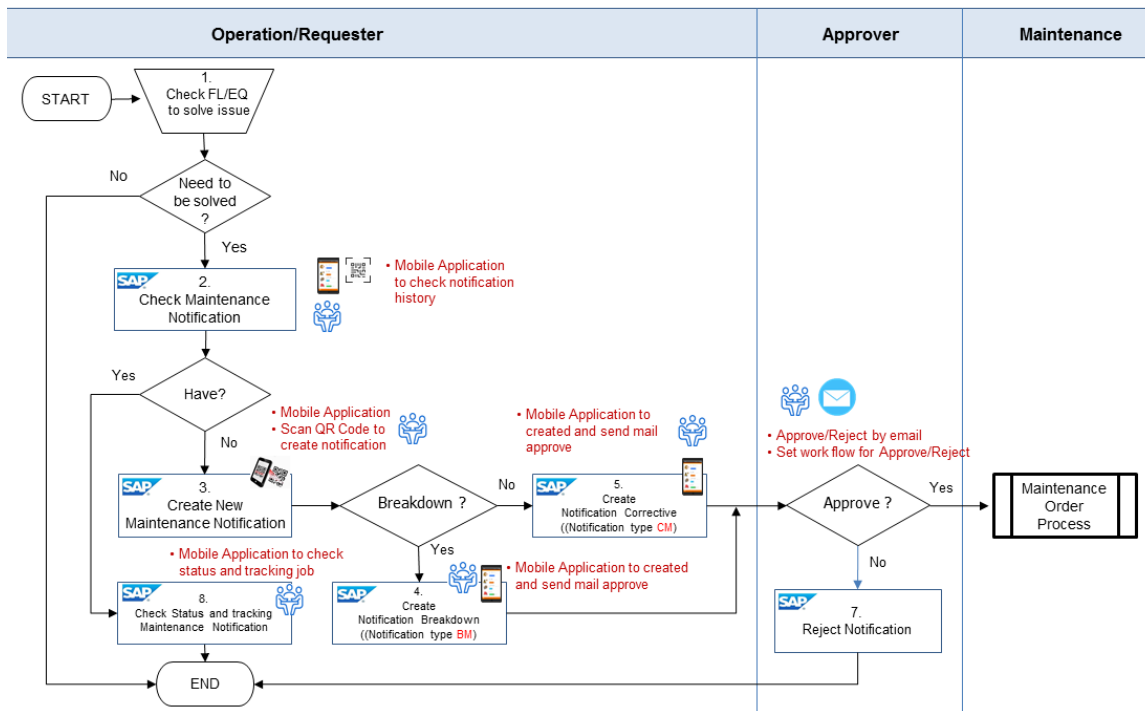 Operation/Requester
Approver
Maintenance
START
1.
Check FL/EQ
to solve issue
No
Need to
be solved
?
Yes
SAP
2.
Check Maintenance
Notification
• Mobile Application
to check notification
history
Yes
Have?
No
• Mobile Application
• Scan QR Code to
create notification
• Mobile Application to
created and send mail
approve
• Approve/Reject by email
• Set work flow for Approve/Reject
SAP
3.
Create New
Maintenance Notification
Breakdown ?
No
SAP
5.
Create
Notification Corrective
((Notification type CM)
Approve ?
Yes
Maintenance
Order
Process
Yes
No
• Mobile Application to check
status and tracking job
• Mobile Application to created
and send mail approve
SAP
8.
Check Status and tracking
Maintenance Notification
SAP
4.
Create
Notification Breakdown
((Notification type BM)
SAP
7.
Reject Notification
END